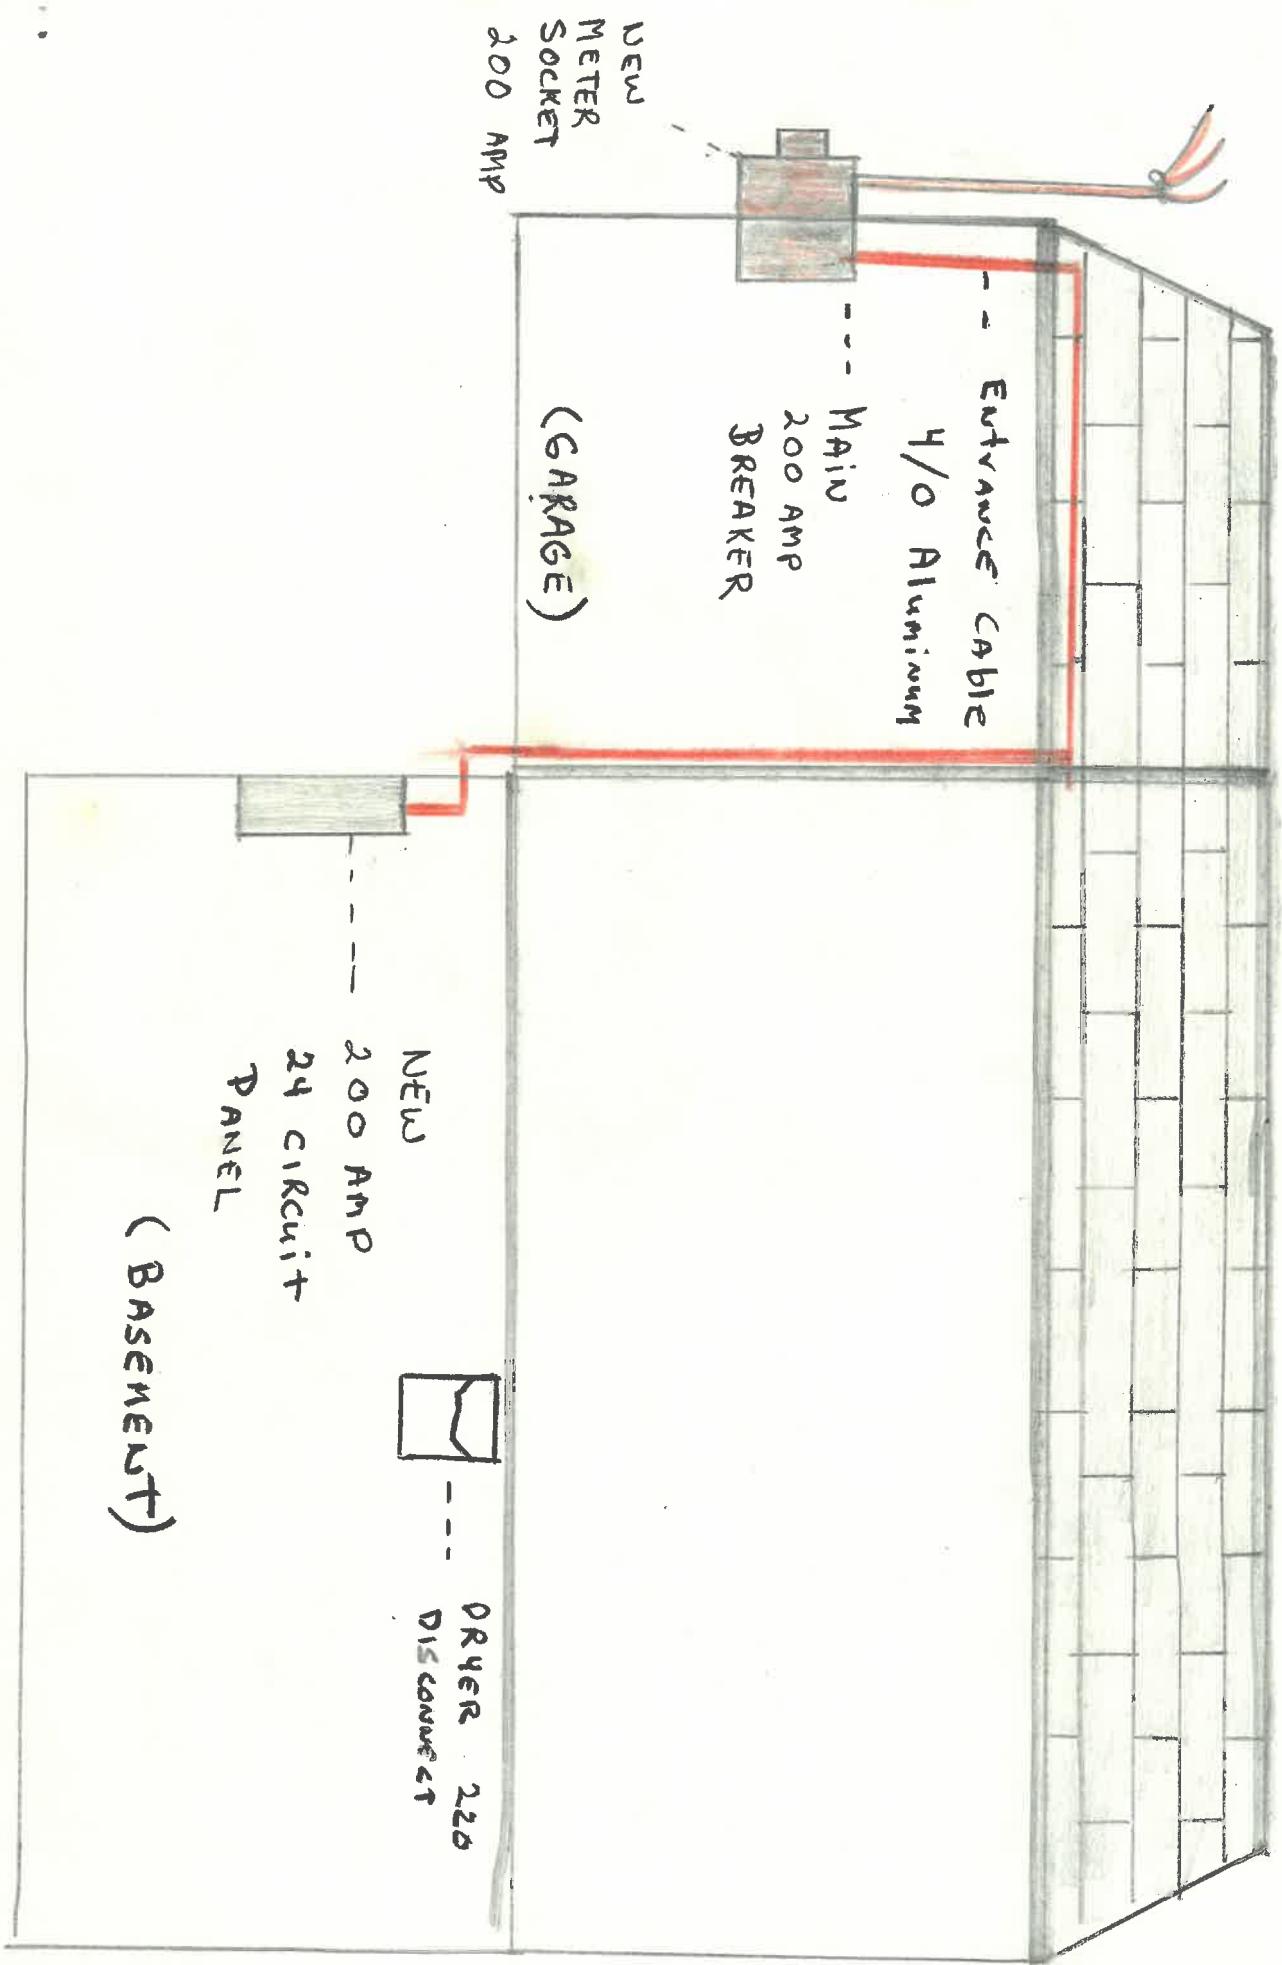 NEW
METER
SOCKET
200 AMP
Entrance Cable
4/0 Aluminum
MAiN
200 AMP
BREAKER
(GARAGE)
NEW
200 AMP
24 CIRCuit
PANEL
DRYER 220
DISCONNECT
(BASEMENT)